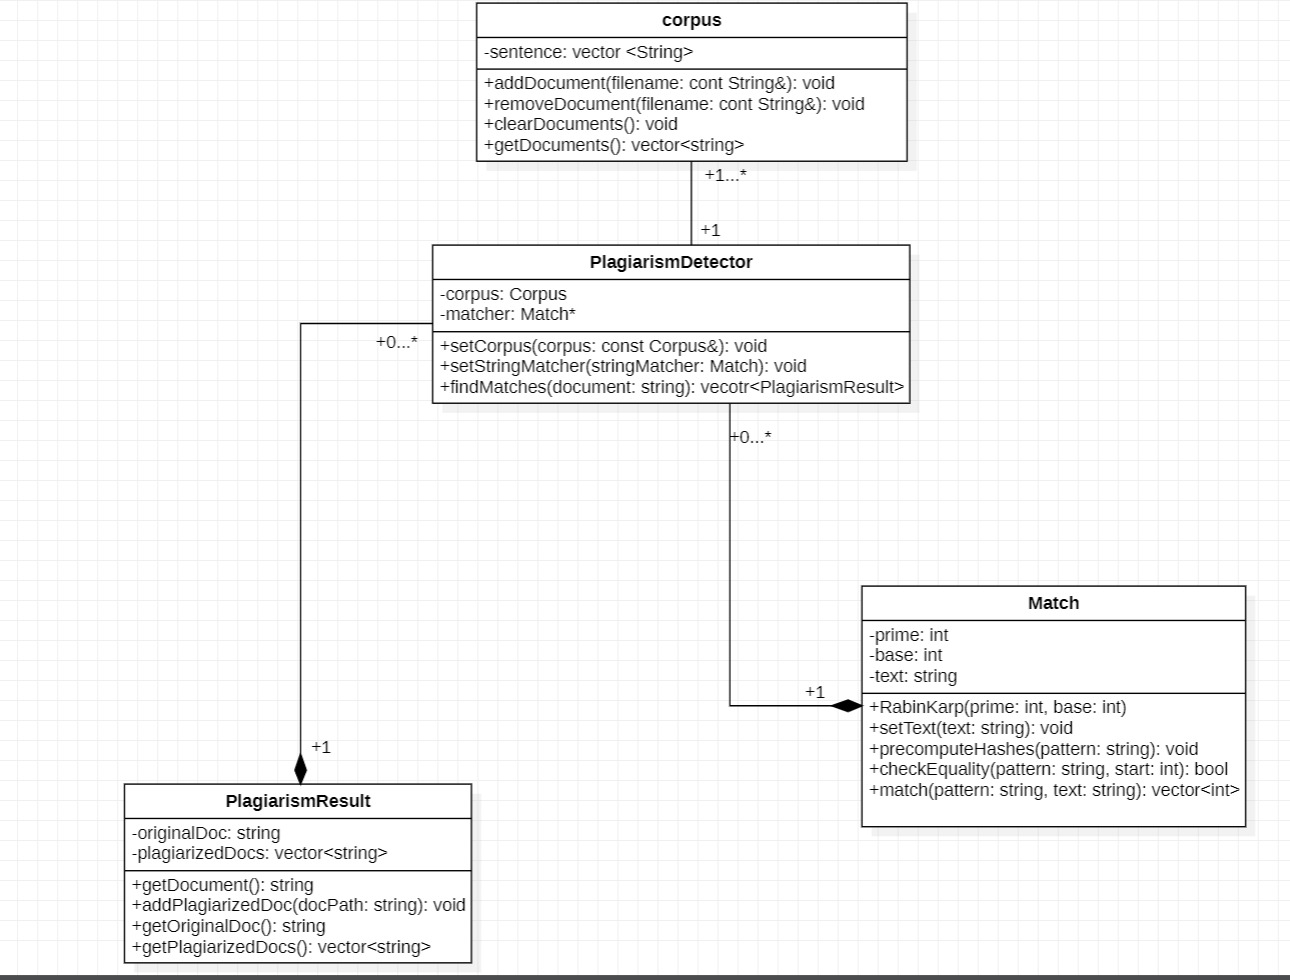 corpus
-sentence: vector <String>
+addDocument(filename: cont String&): void
+removeDocument(filename: cont String&): void
+clearDocuments(): void
+getDocuments(): vector<string>
+1...*
+1
PlagiarismDetector
-corpus: Corpus
-matcher: Match*
+setCorpus(corpus: const Corpus&): void
+setStringMatcher(stringMatcher: Match): void
+findMatches(document: string): vecotr<PlagiarismResult>
+0...*
+0...*
Match
-prime: int
-base: int
-text: string
+RabinKarp(prime: int, base: int)
+setText(text: string): void
+precomputeHashes(pattern: string): void
+checkEquality(pattern: string, start: int): bool
+match(pattern: string, text: string): vector<int>
+1
+1
PlagiarismResult
-originalDoc: string
-plagiarizedDocs: vector<string>
+getDocument(): string
+addPlagiarizedDoc(docPath: string): void
+getOriginalDoc(): string
+getPlagiarizedDocs(): vector<string>